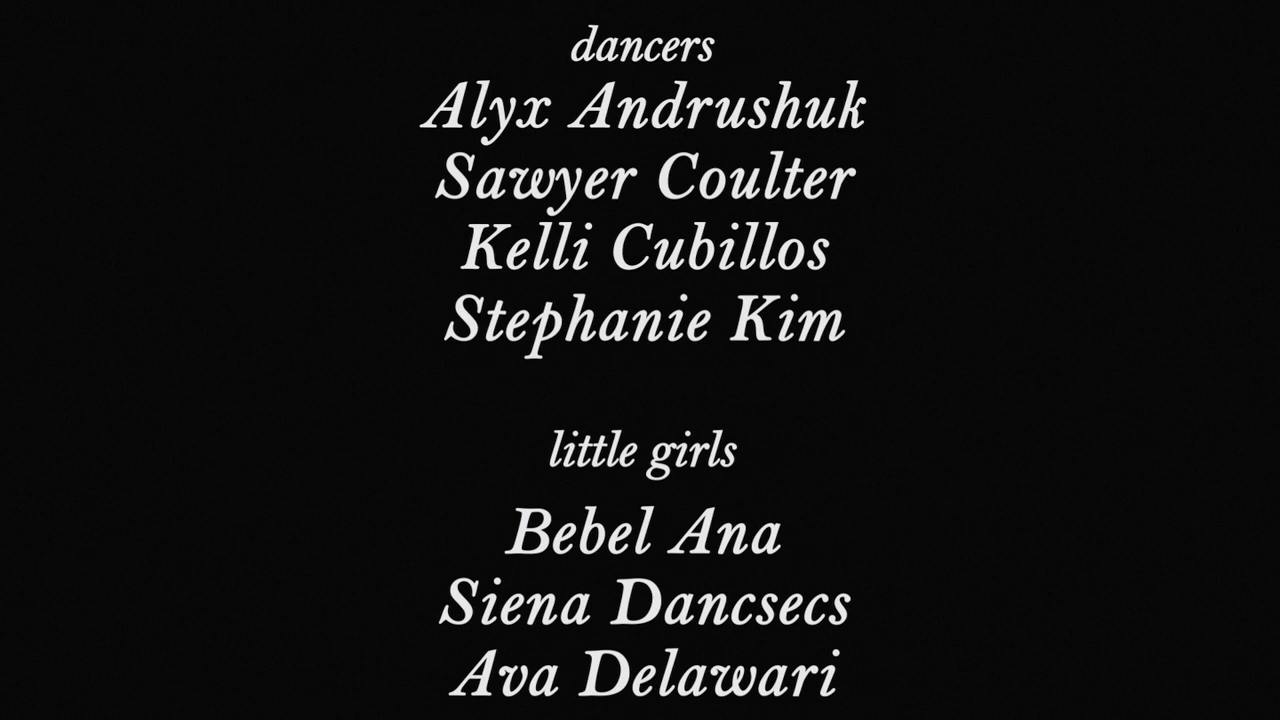 dancers
Alyx Andrushuk
Sawyer Coulter
Kelli Cubillos
Stephanie Kim
little girls
Bebel Ana
Siena Dancsecs
Ava Delawari